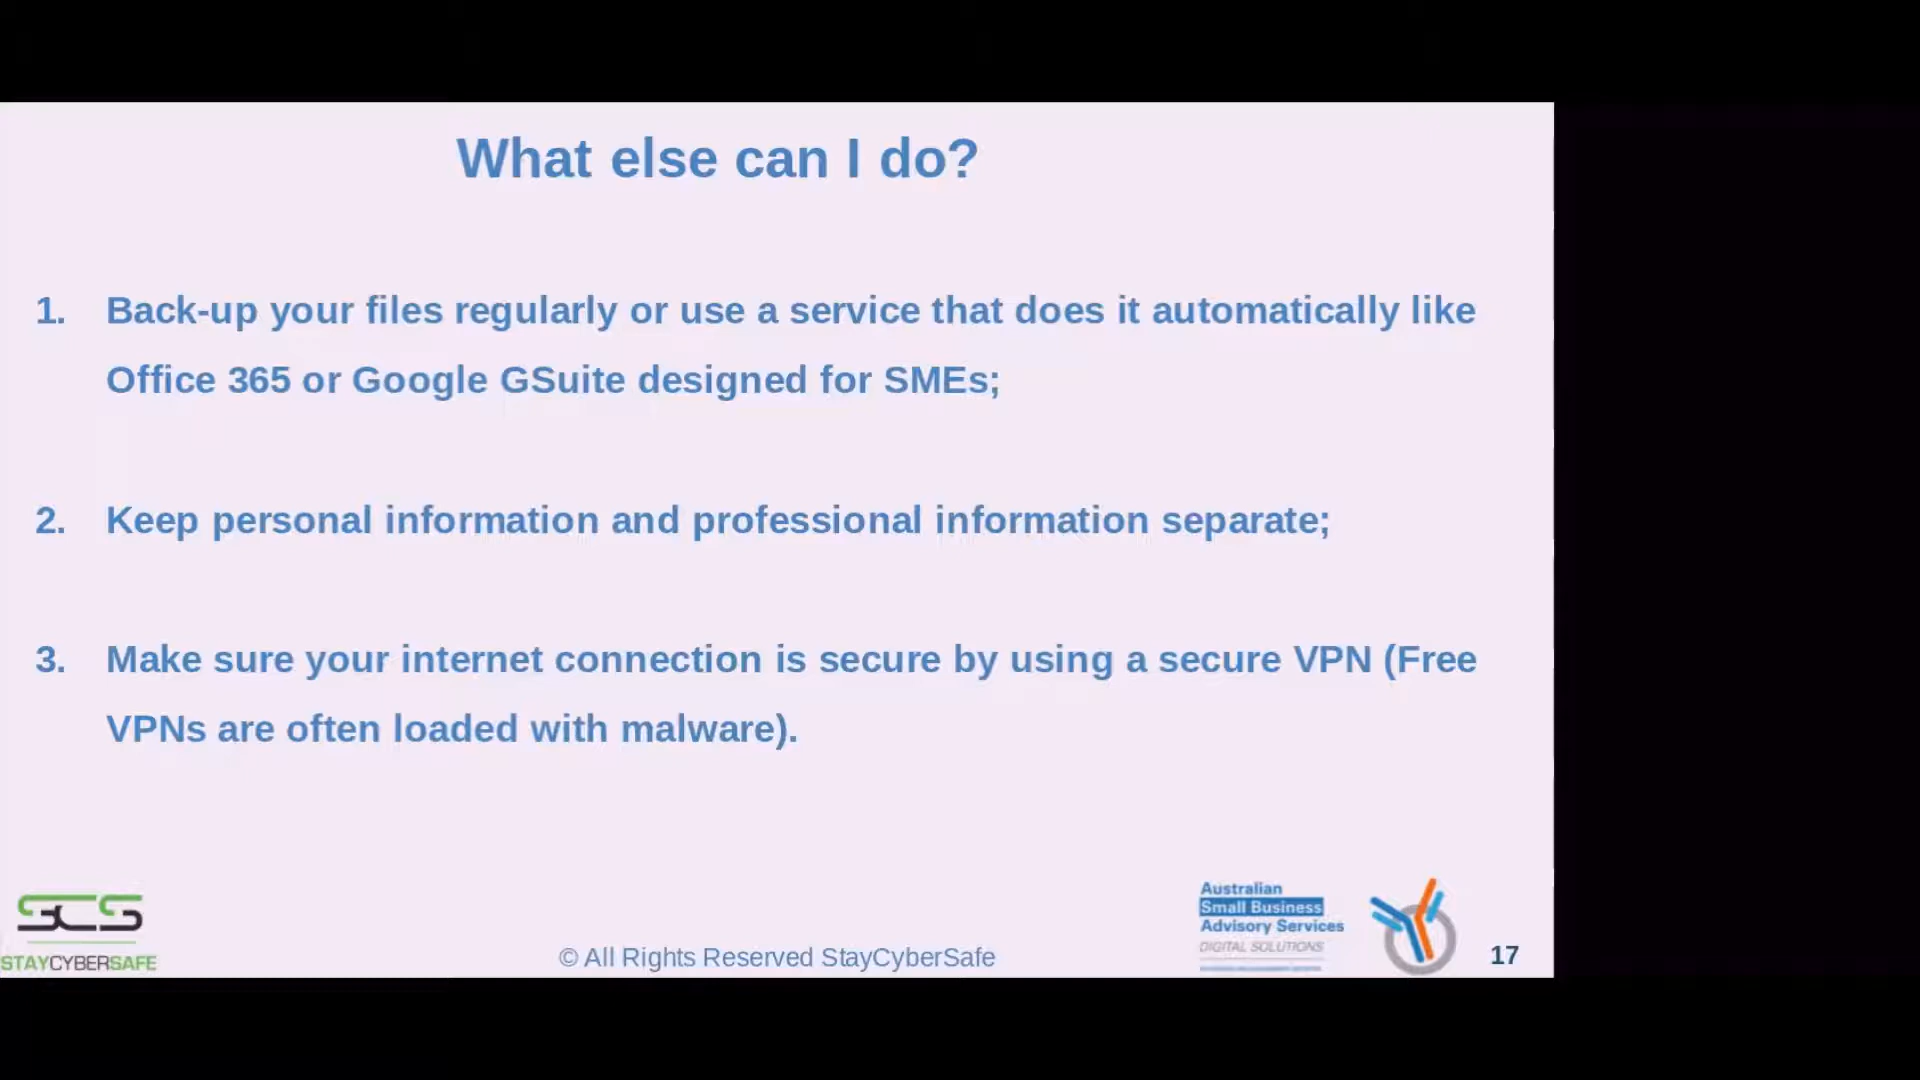 What else can I do?
1. Back-up your files regularly or use a service that does it automatically like
Office 365 or Google GSuite designed for SMEs;
2. Keep personal information and professional information separate;
3. Make sure your internet connection is secure by using a secure VPN (Free
VPNs are often loaded with malware).
SCS
STAYCYBERSAFE
© All Rights Reserved StayCyberSafe
Australian
Small Business
Advisory Services
DIGITAL SOLUTIONS
17